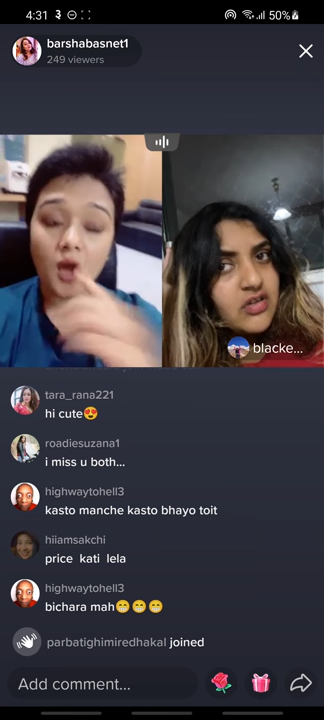 4:31
50%
barshabasnet1
249 viewers
blacke...
tara_rana221
hi cute😍
roadiesuzana1
i miss u both...
highwaytohell3
kasto manche kasto bhayo toit
hiiamsakchi
price kati lela
highwaytohell3
bichara mah😁😁😁
parbatighimiredhakal joined
Add comment...